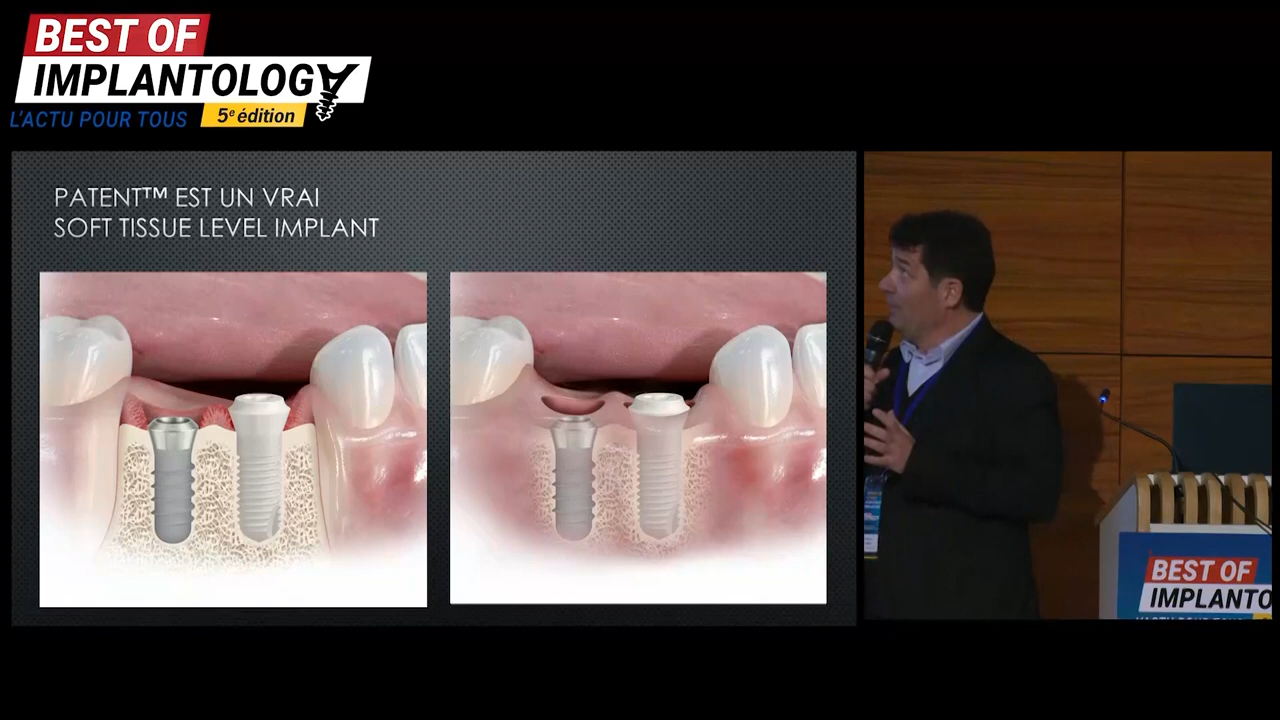 BEST OF
IMPLANTOLOGY
L'ACTU POUR TOUS
5e édition
PATENT™ EST UN VRAI
SOFT TISSUE LEVEL IMPLANT
BEST OF
IMPLANTO